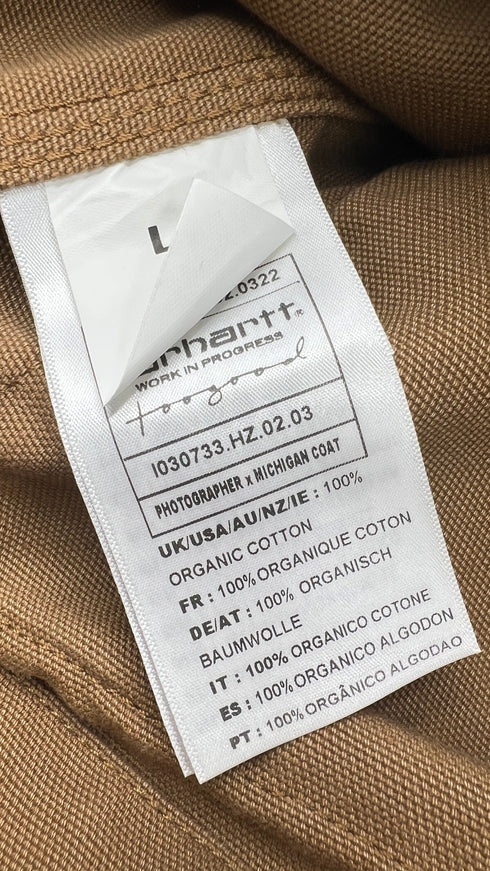 L
2.0322
WORK IN PROGRESS
toogood
I030733.HZ.02.03
PHOTOGRAPHER x MICHIGAN COAT
UK/USA/AU/NZ/IE : 100%
ORGANIC COTTON
FR : 100% ORGANIQUE COTON
DE/AT : 100% ORGANISCH
BAUMWOLLE
IT : 100% ORGANICO COTONE
ES : 100% ORGANICO ALGODON
PT : 100% ORGÂNICO ALGODAO